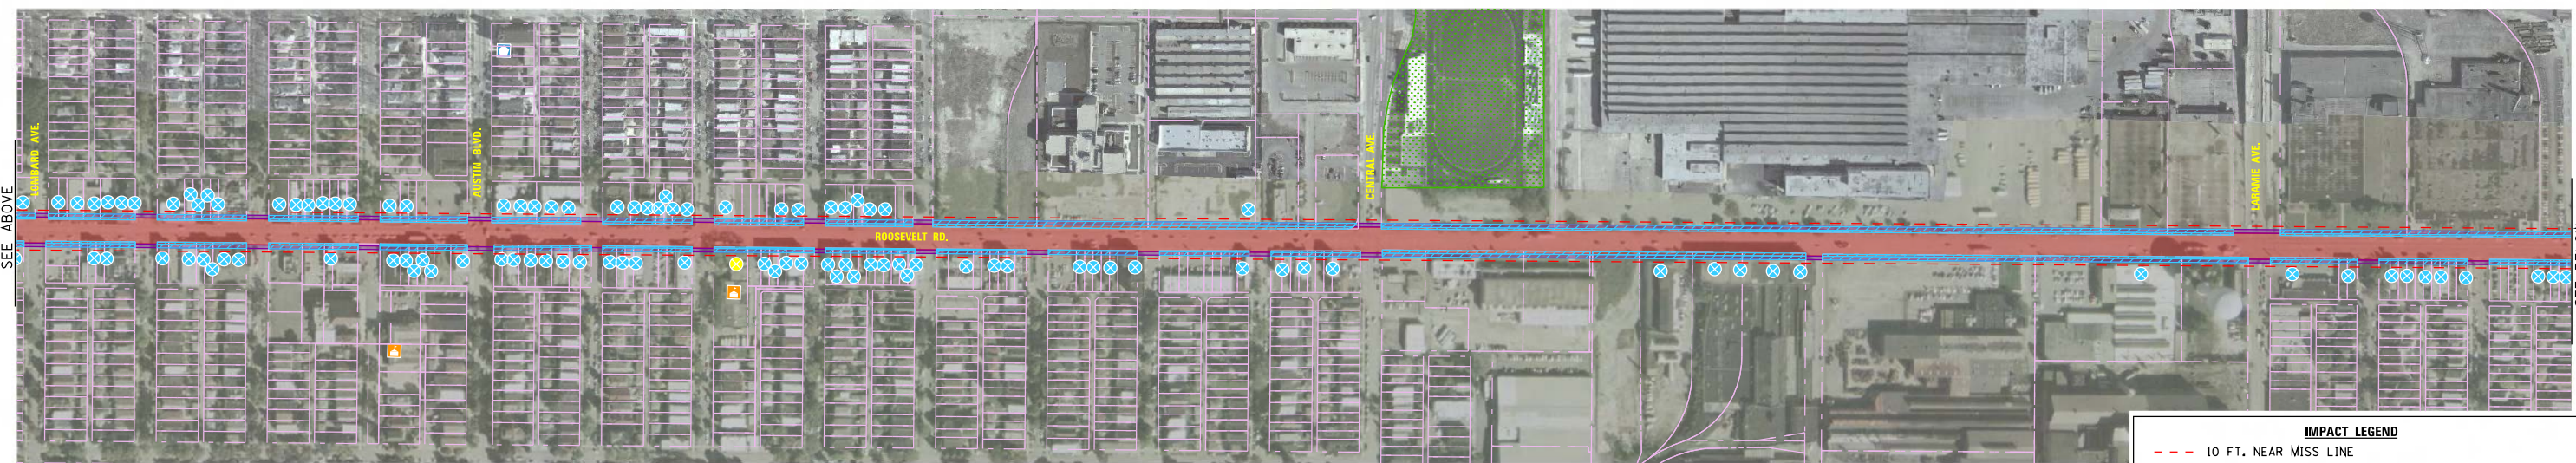 SEE ABOVE
LOMBARD AVE.
AUSTIN BLVD.
CENTRAL AVE.
LARAMIE AVE.
ROOSEVELT RD.
IMPACT LEGEND
10 FT. NEAR MISS LINE